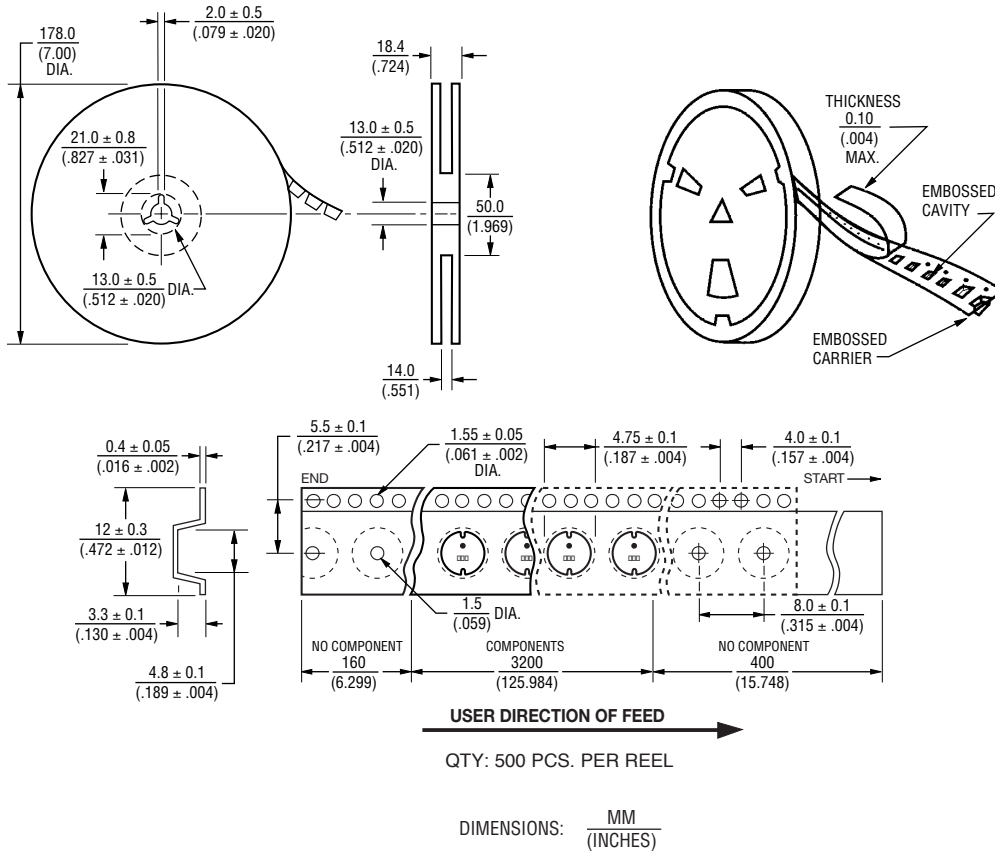 2.0 ± 0.5
(.079 ± .020)
178.0
(7.00)
DIA.
21.0 ± 0.8
(.827 ± .031)
13.0 ± 0.5
(.512 ± .020) DIA.
18.4
(.724)
13.0 ± 0.5
(.512 ± .020)
DIA.
50.0
(1.969)
14.0
(.551)
THICKNESS
0.10
(.004)
MAX.
EMBOSSED
CAVITY
EMBOSSED
CARRIER
0.4 ± 0.05
(.016 ± .002)
12 ± 0.3
(.472 ± .012)
3.3 ± 0.1
(.130 ± .004)
4.8 ± 0.1
(.189 ± .004)
5.5 ± 0.1
(.217 ± .004)
1.55 ± 0.05
(.061 ± .002)
DIA.
4.75 ± 0.1
(.187 ± .004)
4.0 ± 0.1
(.157 ± .004)
END
START
1.5
(.059) DIA.
8.0 ± 0.1
(.315 ± .004)
NO COMPONENT
160
(6.299)
COMPONENTS
3200
(125.984)
NO COMPONENT
400
(15.748)
USER DIRECTION OF FEED
QTY: 500 PCS. PER REEL
DIMENSIONS: MM
(INCHES)